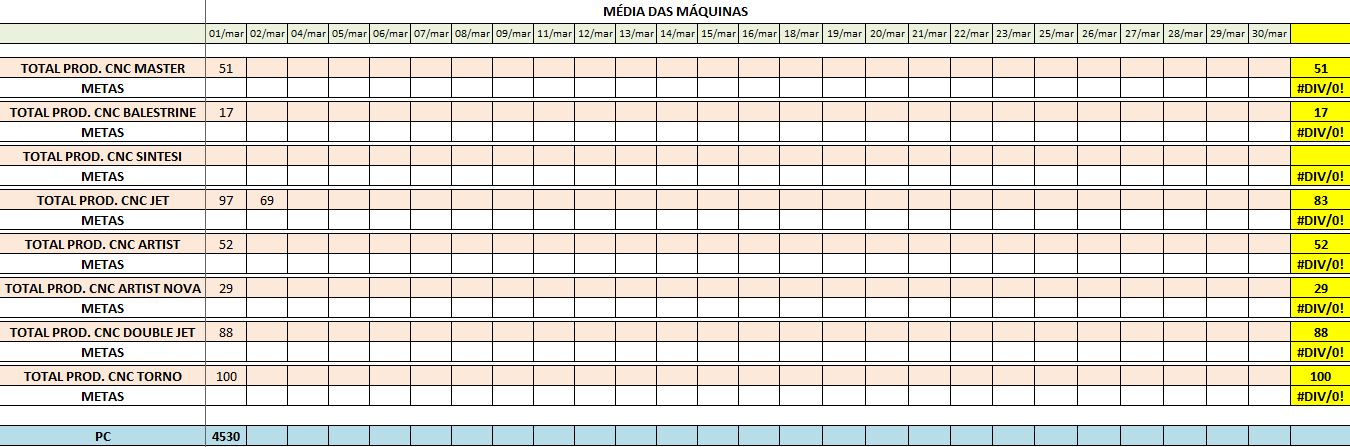 MÉDIA DAS MÁQUINAS
01/mar 02/mar 04/mar 05/mar 06/mar 07/mar 08/mar 09/mar 11/mar 12/mar 13/mar 14/mar 15/mar 16/mar 18/mar 19/mar 20/mar 21/mar 22/mar 23/mar 25/mar 26/mar 27/mar 28/mar 29/mar 30/mar
TOTAL PROD. CNC MASTER 51 51
METAS #DIV/0!
TOTAL PROD. CNC BALESTRINE 17 17
METAS #DIV/0!
TOTAL PROD. CNC SINTESI
METAS #DIV/0!
TOTAL PROD. CNC JET 97 69 83
METAS #DIV/0!
TOTAL PROD. CNC ARTIST 52 52
METAS #DIV/0!
TOTAL PROD. CNC ARTIST NOVA 29 29
METAS #DIV/0!
TOTAL PROD. CNC DOUBLE JET 88 88
METAS #DIV/0!
TOTAL PROD. CNC TORNO 100 100
METAS #DIV/0!
PC 4530